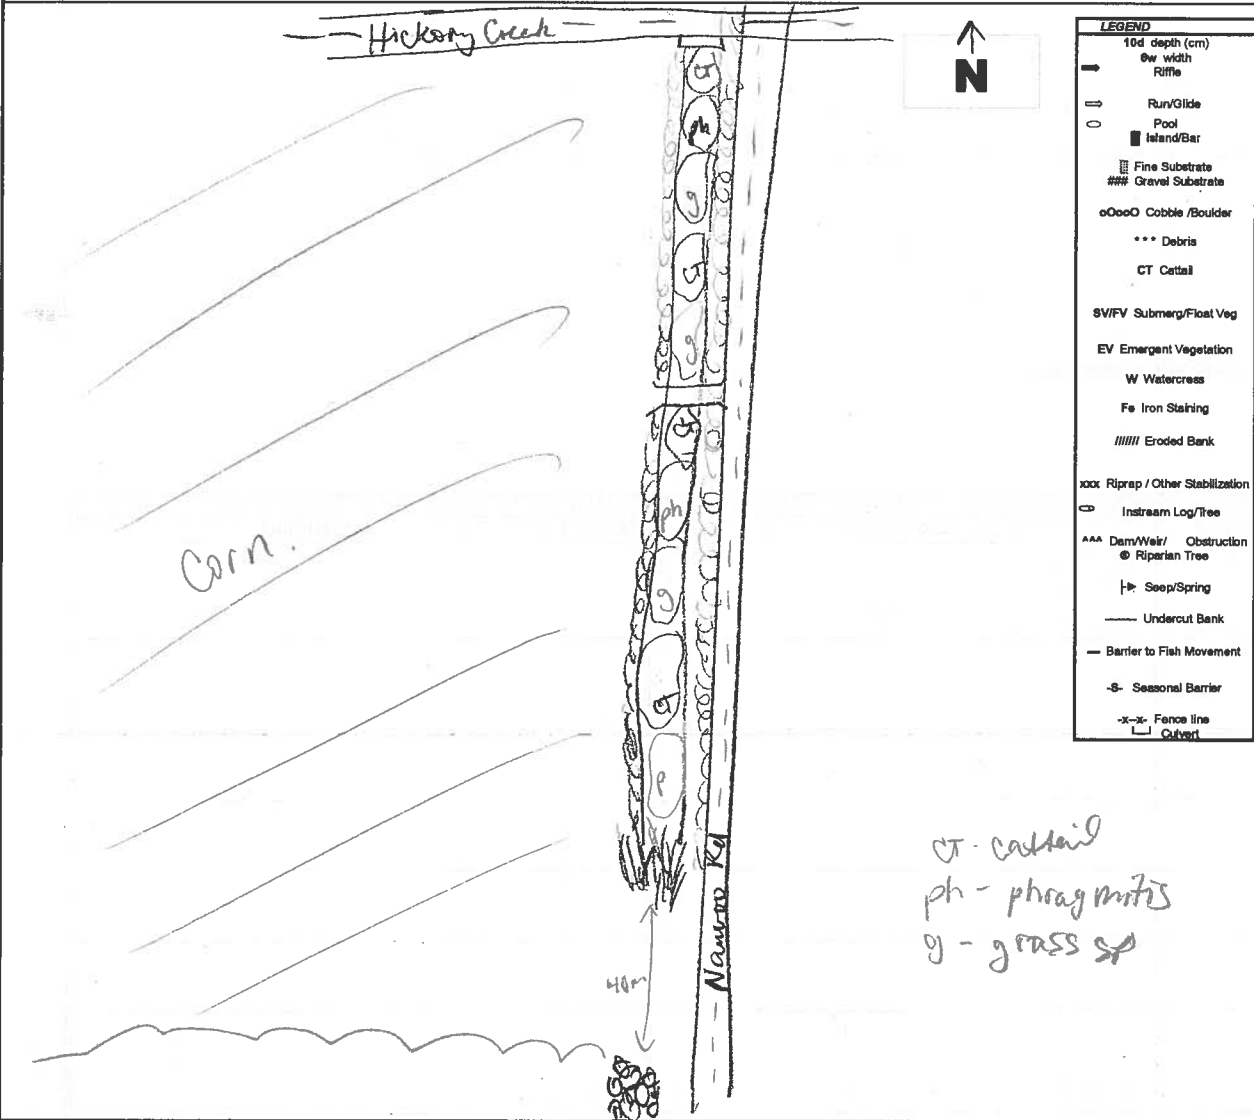 Hickory Creek
N
LEGEND
10d depth (cm)
6w width
Riffle
Run/Glide
Pool
Island/Bar
Fine Substrate
### Gravel Substrate
oOooO Cobble /Boulder
*** Debris
CT Cattail
SV/FV Submerg/Float Veg
EV Emergent Vegetation
W Watercress
Fe Iron Staining
/////// Eroded Bank
xxx Riprap / Other Stabilization
Instream Log/Tree
^^^ Dam/Weir/ Obstruction
Riparian Tree
Seep/Spring
Undercut Bank
Barrier to Fish Movement
-S- Seasonal Barrier
-x--x- Fence line
Culvert
CT
ph
g
CT
g
CT
ph
g
CT
p
Corn.
Rd
40m
CT - cattail
ph - phragmitis
g - grass sp